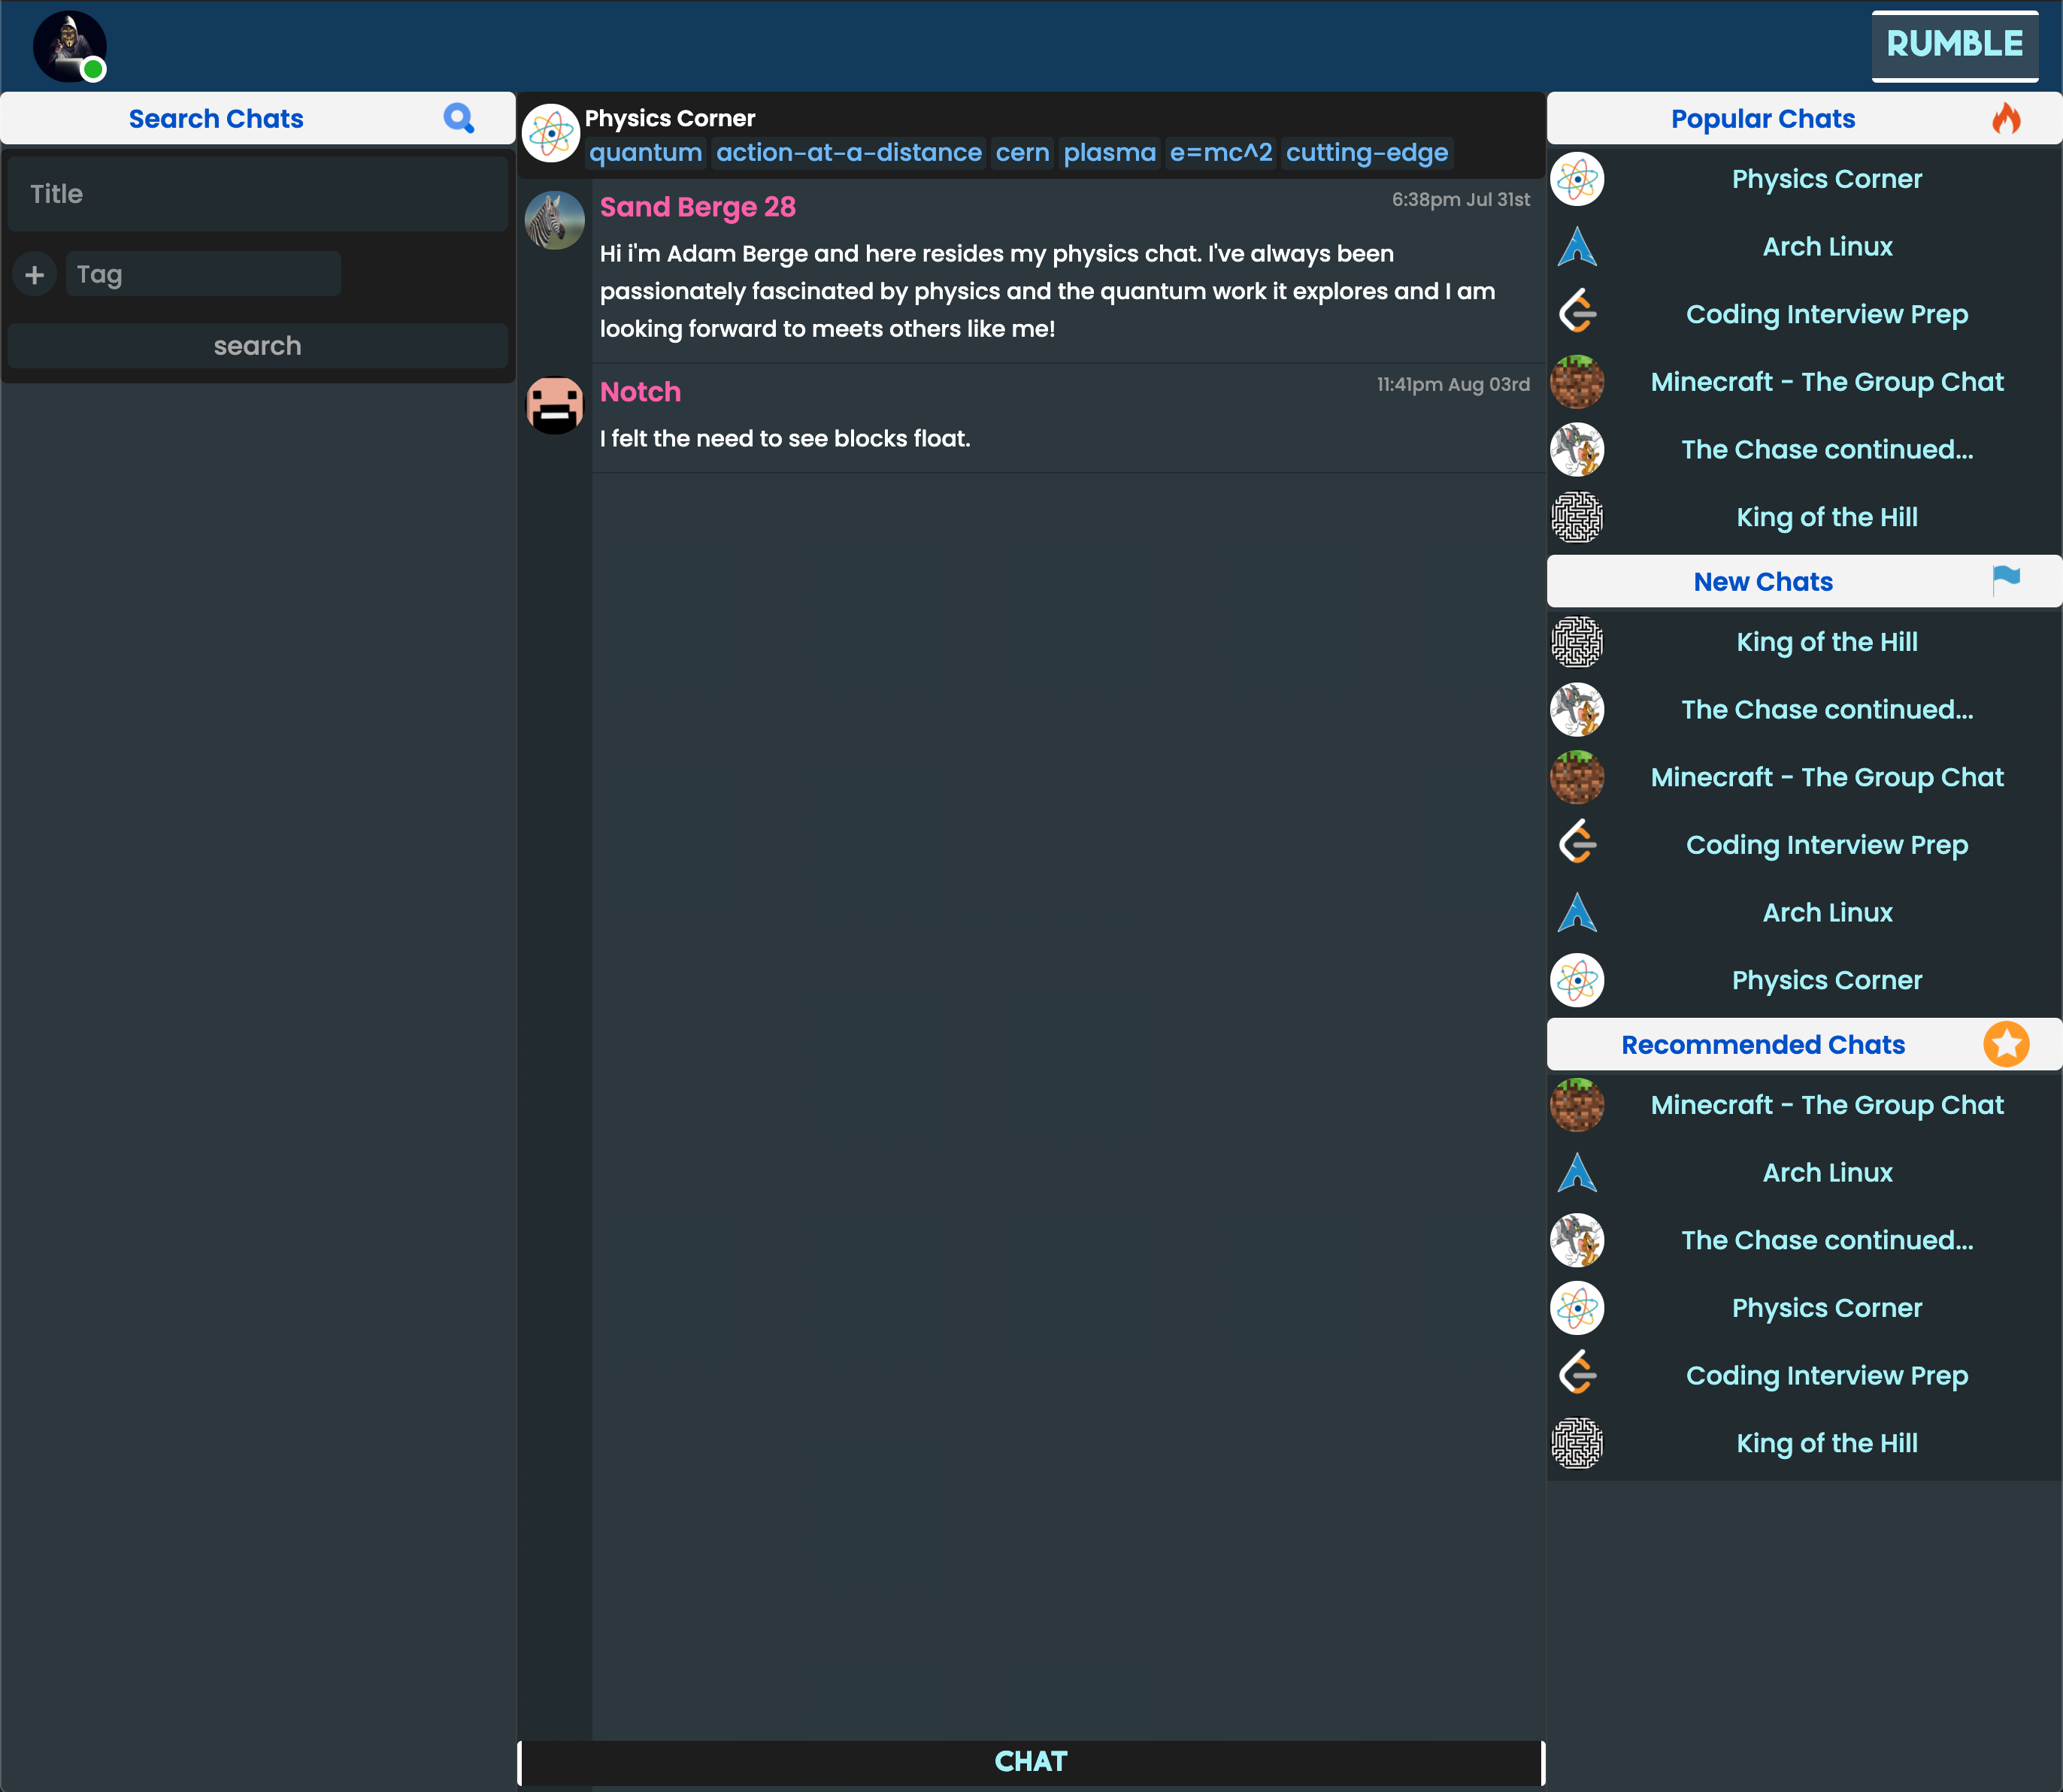 RUMBLE
Search Chats
Title
+ Tag
search
Physics Corner
quantum action-at-a-distance cern plasma e=mc^2 cutting-edge
Sand Berge 28 6:38pm Jul 31st
Hi i'm Adam Berge and here resides my physics chat. I've always been
passionately fascinated by physics and the quantum work it explores and I am
looking forward to meets others like me!
Notch 11:41pm Aug 03rd
I felt the need to see blocks float.
CHAT
Popular Chats
Physics Corner
Arch Linux
Coding Interview Prep
Minecraft - The Group Chat
The Chase continued...
King of the Hill
New Chats
King of the Hill
The Chase continued...
Minecraft - The Group Chat
Coding Interview Prep
Arch Linux
Physics Corner
Recommended Chats
Minecraft - The Group Chat
Arch Linux
The Chase continued...
Physics Corner
Coding Interview Prep
King of the Hill